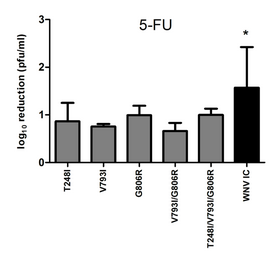 5-FU
log10 reduction (pfu/ml)
3
2
1
0
*
T248I
V793I
G806R
V793I/G806R
T248I/V793I/G806R
WNV IC